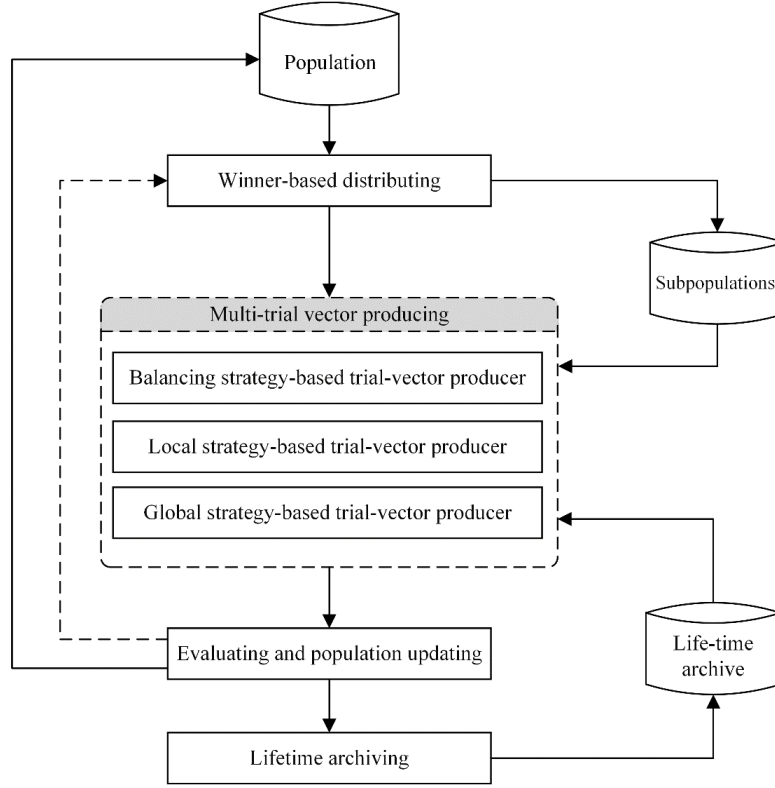 Population
Winner-based distributing
Subpopulations
Multi-trial vector producing
Balancing strategy-based trial-vector producer
Local strategy-based trial-vector producer
Global strategy-based trial-vector producer
Evaluating and population updating
Life-time
archive
Lifetime archiving